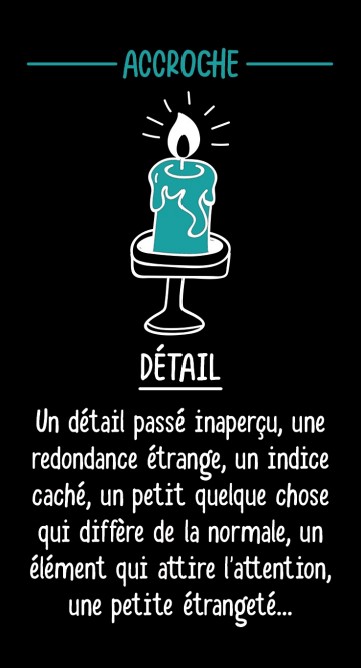 ACCROCHE
DÉTAIL
Un détail passé inaperçu, une
redondance étrange, un indice
caché, un petit quelque chose
qui diffère de la normale, un
élément qui attire l'attention,
une petite étrangeté...